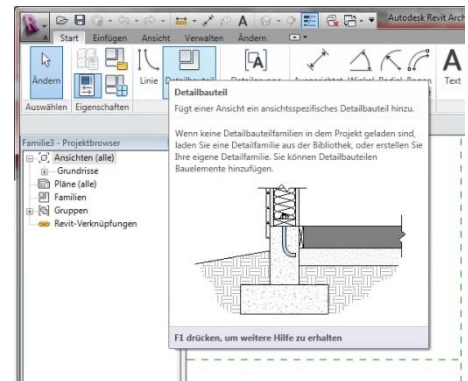 Autodesk Revit Arch
Start Einfügen Ansicht Verwalten Ändern
Ändern Linie Detailbauteil Ausgerichtet Winkel Radial Bogen Text
Auswählen Eigenschaften
Detailbauteil
Fügt einer Ansicht ein ansichtsspezifisches Detailbauteil hinzu.
Wenn keine Detailbauteilfamilien in dem Projekt geladen sind,
laden Sie eine Detailfamilie aus der Bibliothek, oder erstellen Sie
Ihre eigene Detailfamilie. Sie können Detailbauteilen
Bauelemente hinzufügen.
F1 drücken, um weitere Hilfe zu erhalten
Familie3 - Projektbrowser
Ansichten (alle)
Grundrisse
Pläne (alle)
Familien
Gruppen
Revit-Verknüpfungen